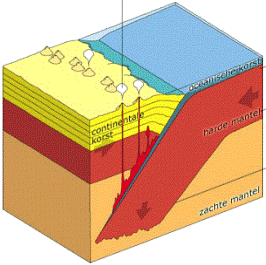 oceanische korst
continentale
korst
harde mantel
zachte mantel